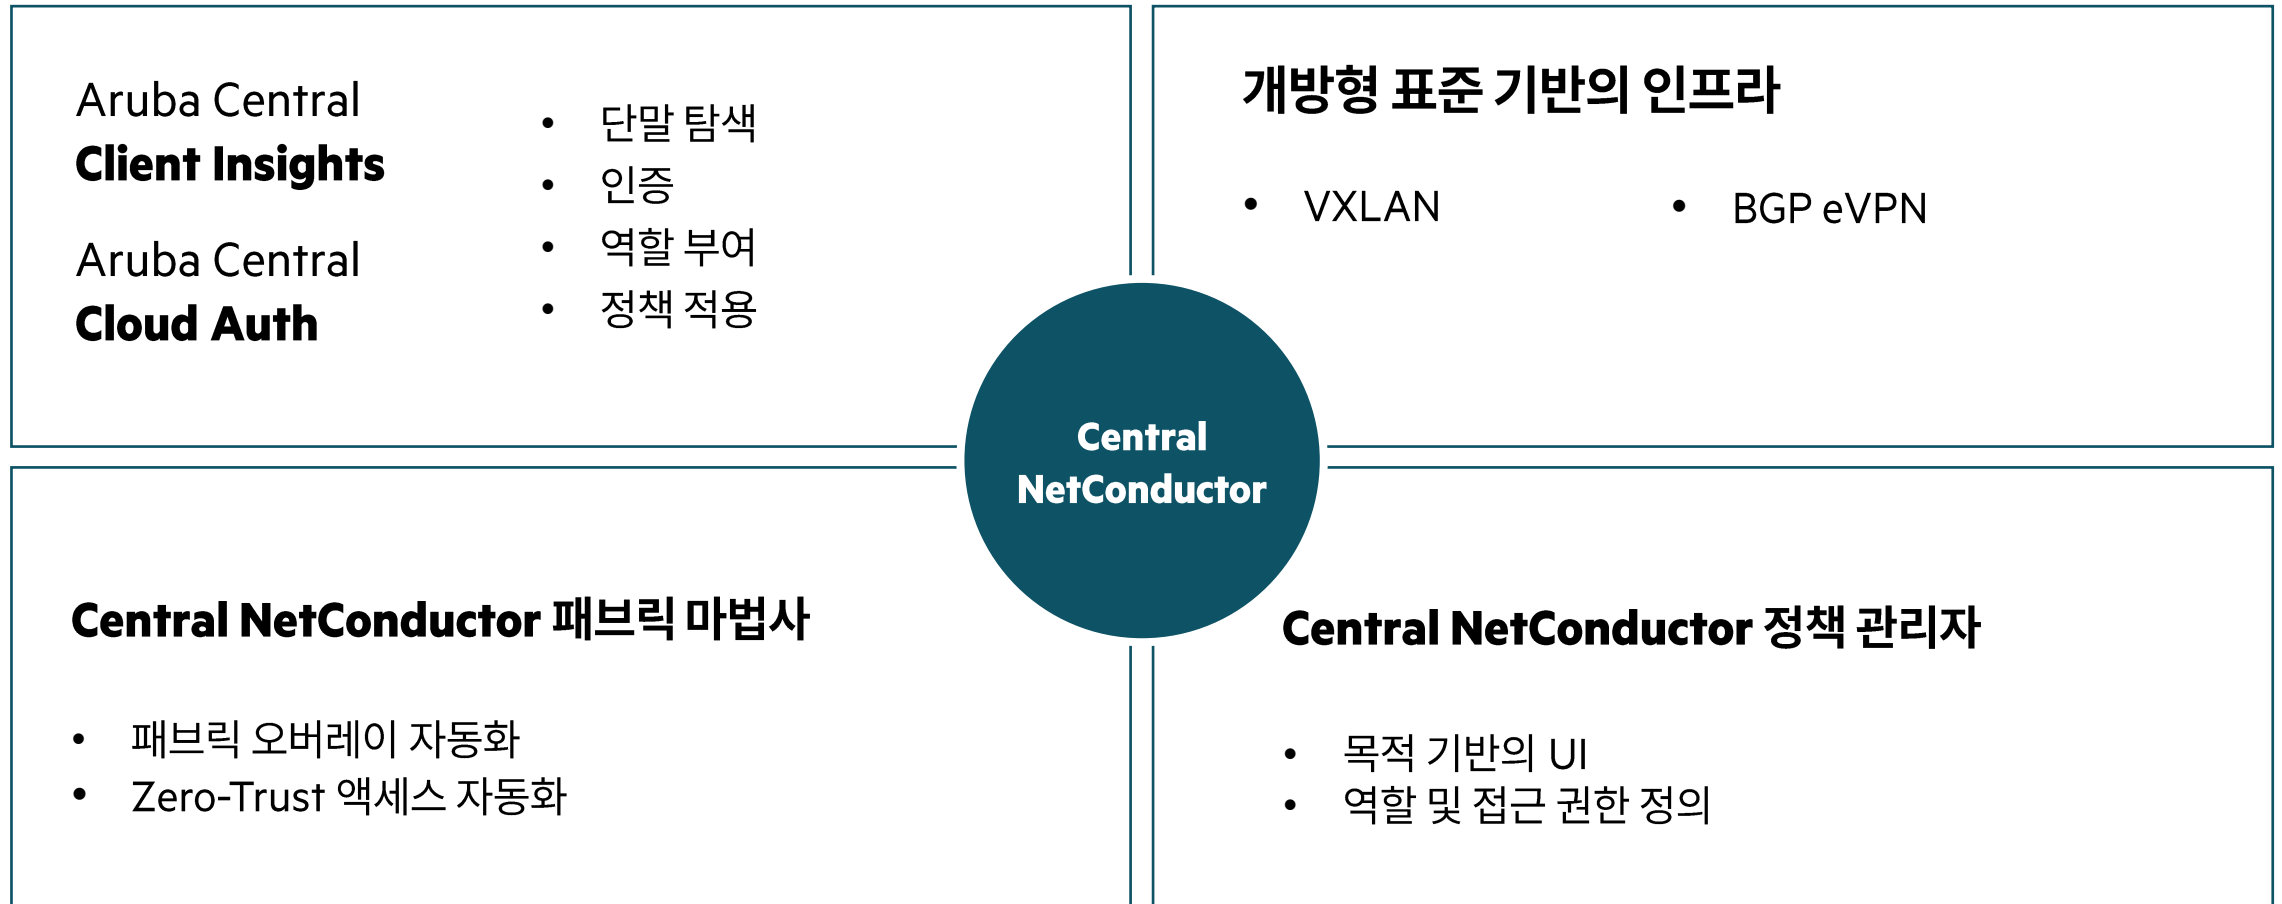 Aruba Central
Client Insights
Aruba Central
Cloud Auth
• 단말 탐색
• 인증
• 역할 부여
• 정책 적용
개방형 표준 기반의 인프라
• VXLAN
• BGP eVPN
Central
NetConductor
Central NetConductor 패브릭 마법사
• 패브릭 오버레이 자동화
• Zero-Trust 액세스 자동화
Central NetConductor 정책 관리자
• 목적 기반의 UI
• 역할 및 접근 권한 정의